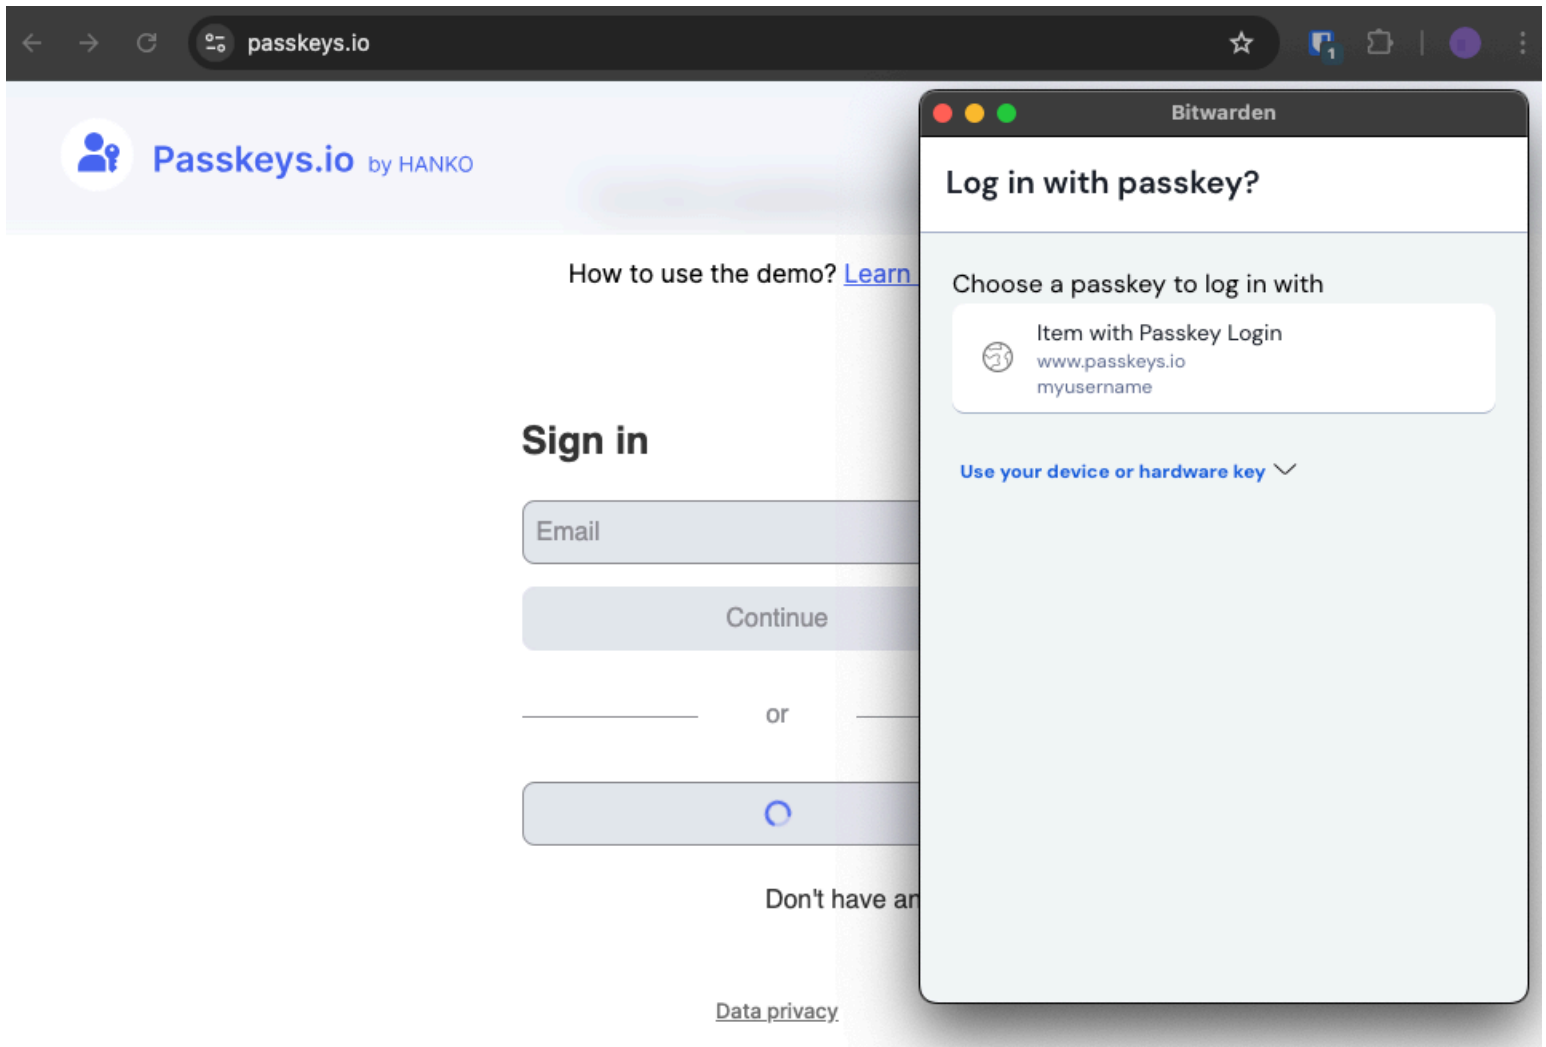 passkeys.io
1
Passkeys.io by HANKO
How to use the demo? Learn
Sign in
Email
Continue
or
Don't have an
Data privacy
Bitwarden
Log in with passkey?
Choose a passkey to log in with
Item with Passkey Login
www.passkeys.io
myusername
Use your device or hardware key